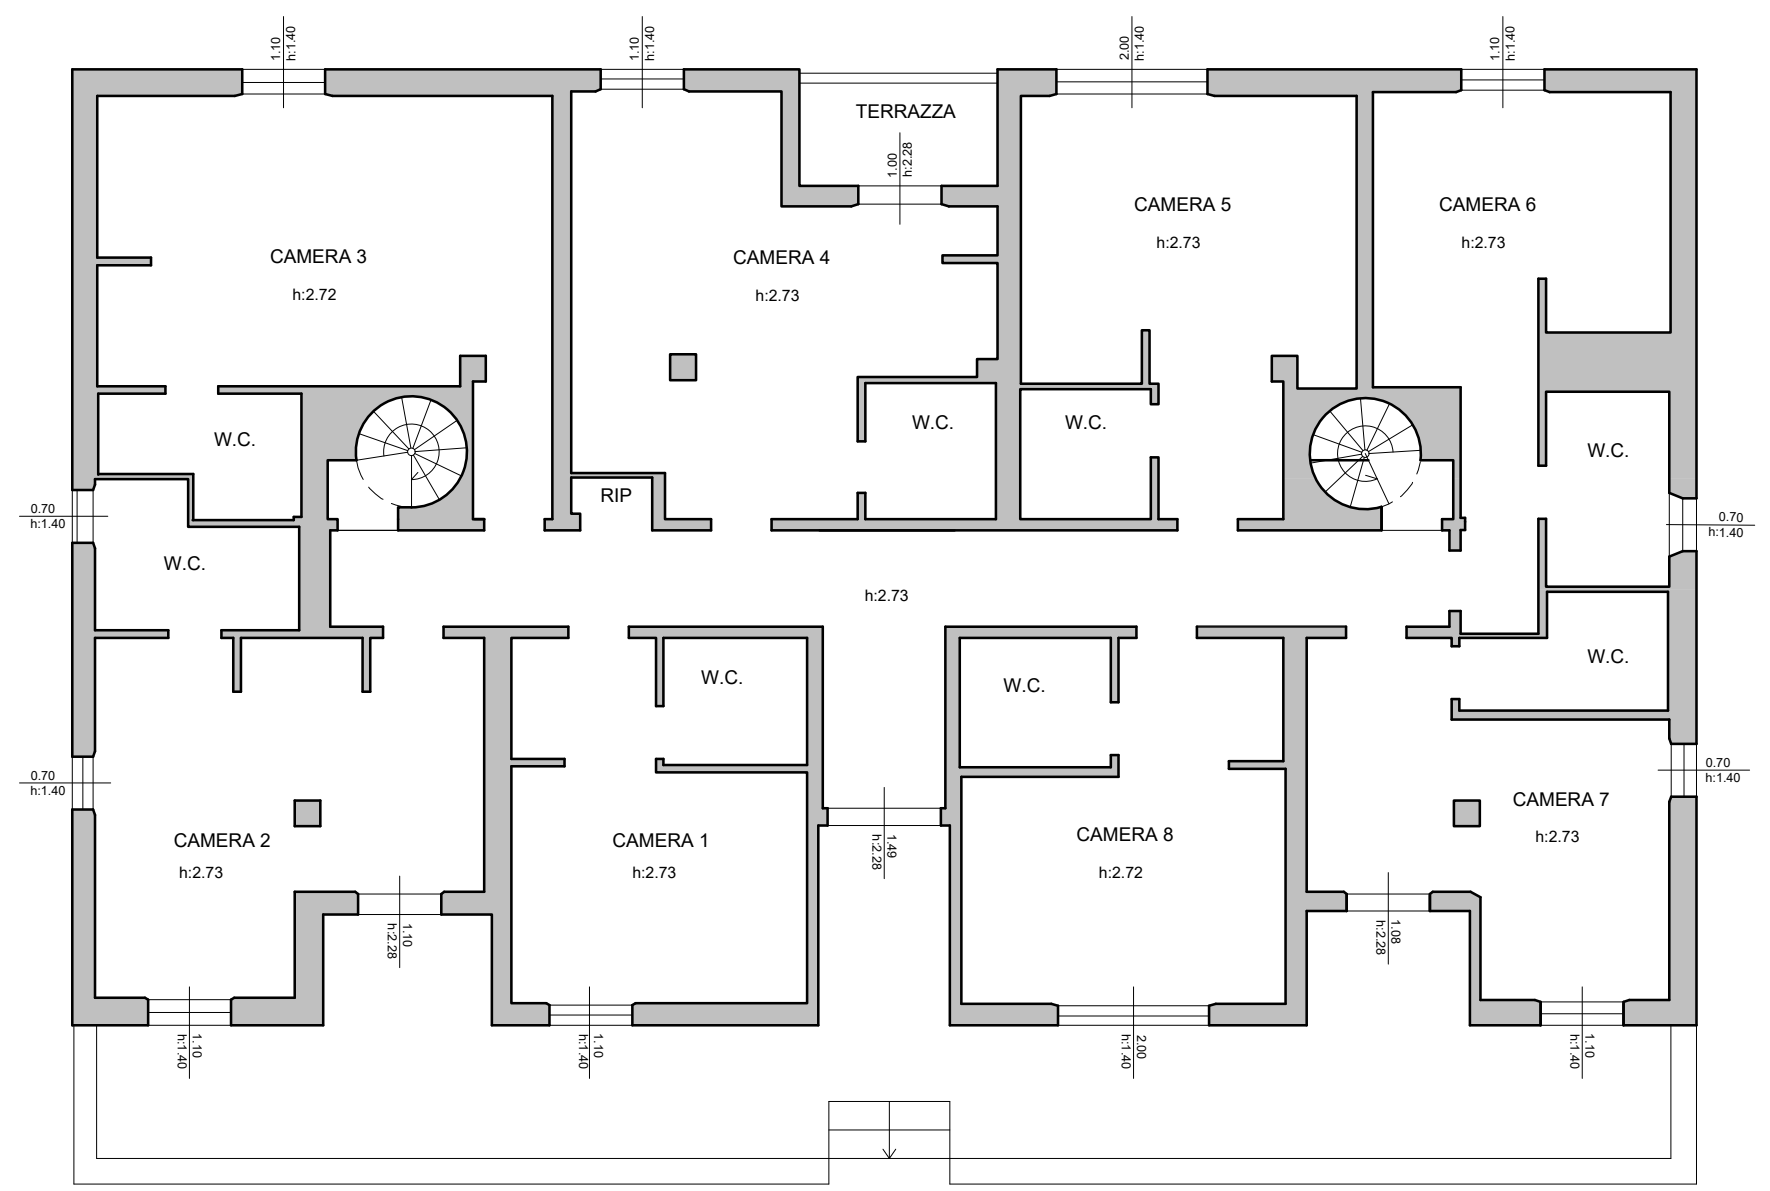 1.10
h:1.40
1.10
h:1.40
2.00
h:1.40
1.10
h:1.40
TERRAZZA
1.00
h:2.28
CAMERA 3
h:2.72
CAMERA 4
h:2.73
CAMERA 5
h:2.73
CAMERA 6
h:2.73
W.C.
W.C.
W.C.
W.C.
RIP
0.70
h:1.40
0.70
h:1.40
W.C.
h:2.73
W.C.
W.C.
W.C.
0.70
h:1.40
0.70
h:1.40
CAMERA 2
h:2.73
CAMERA 1
h:2.73
1.49
h:2.28
CAMERA 8
h:2.72
CAMERA 7
h:2.73
1.10
h:2.28
1.08
h:2.28
1.10
h:1.40
1.10
h:1.40
2.00
h:1.40
1.10
h:1.40